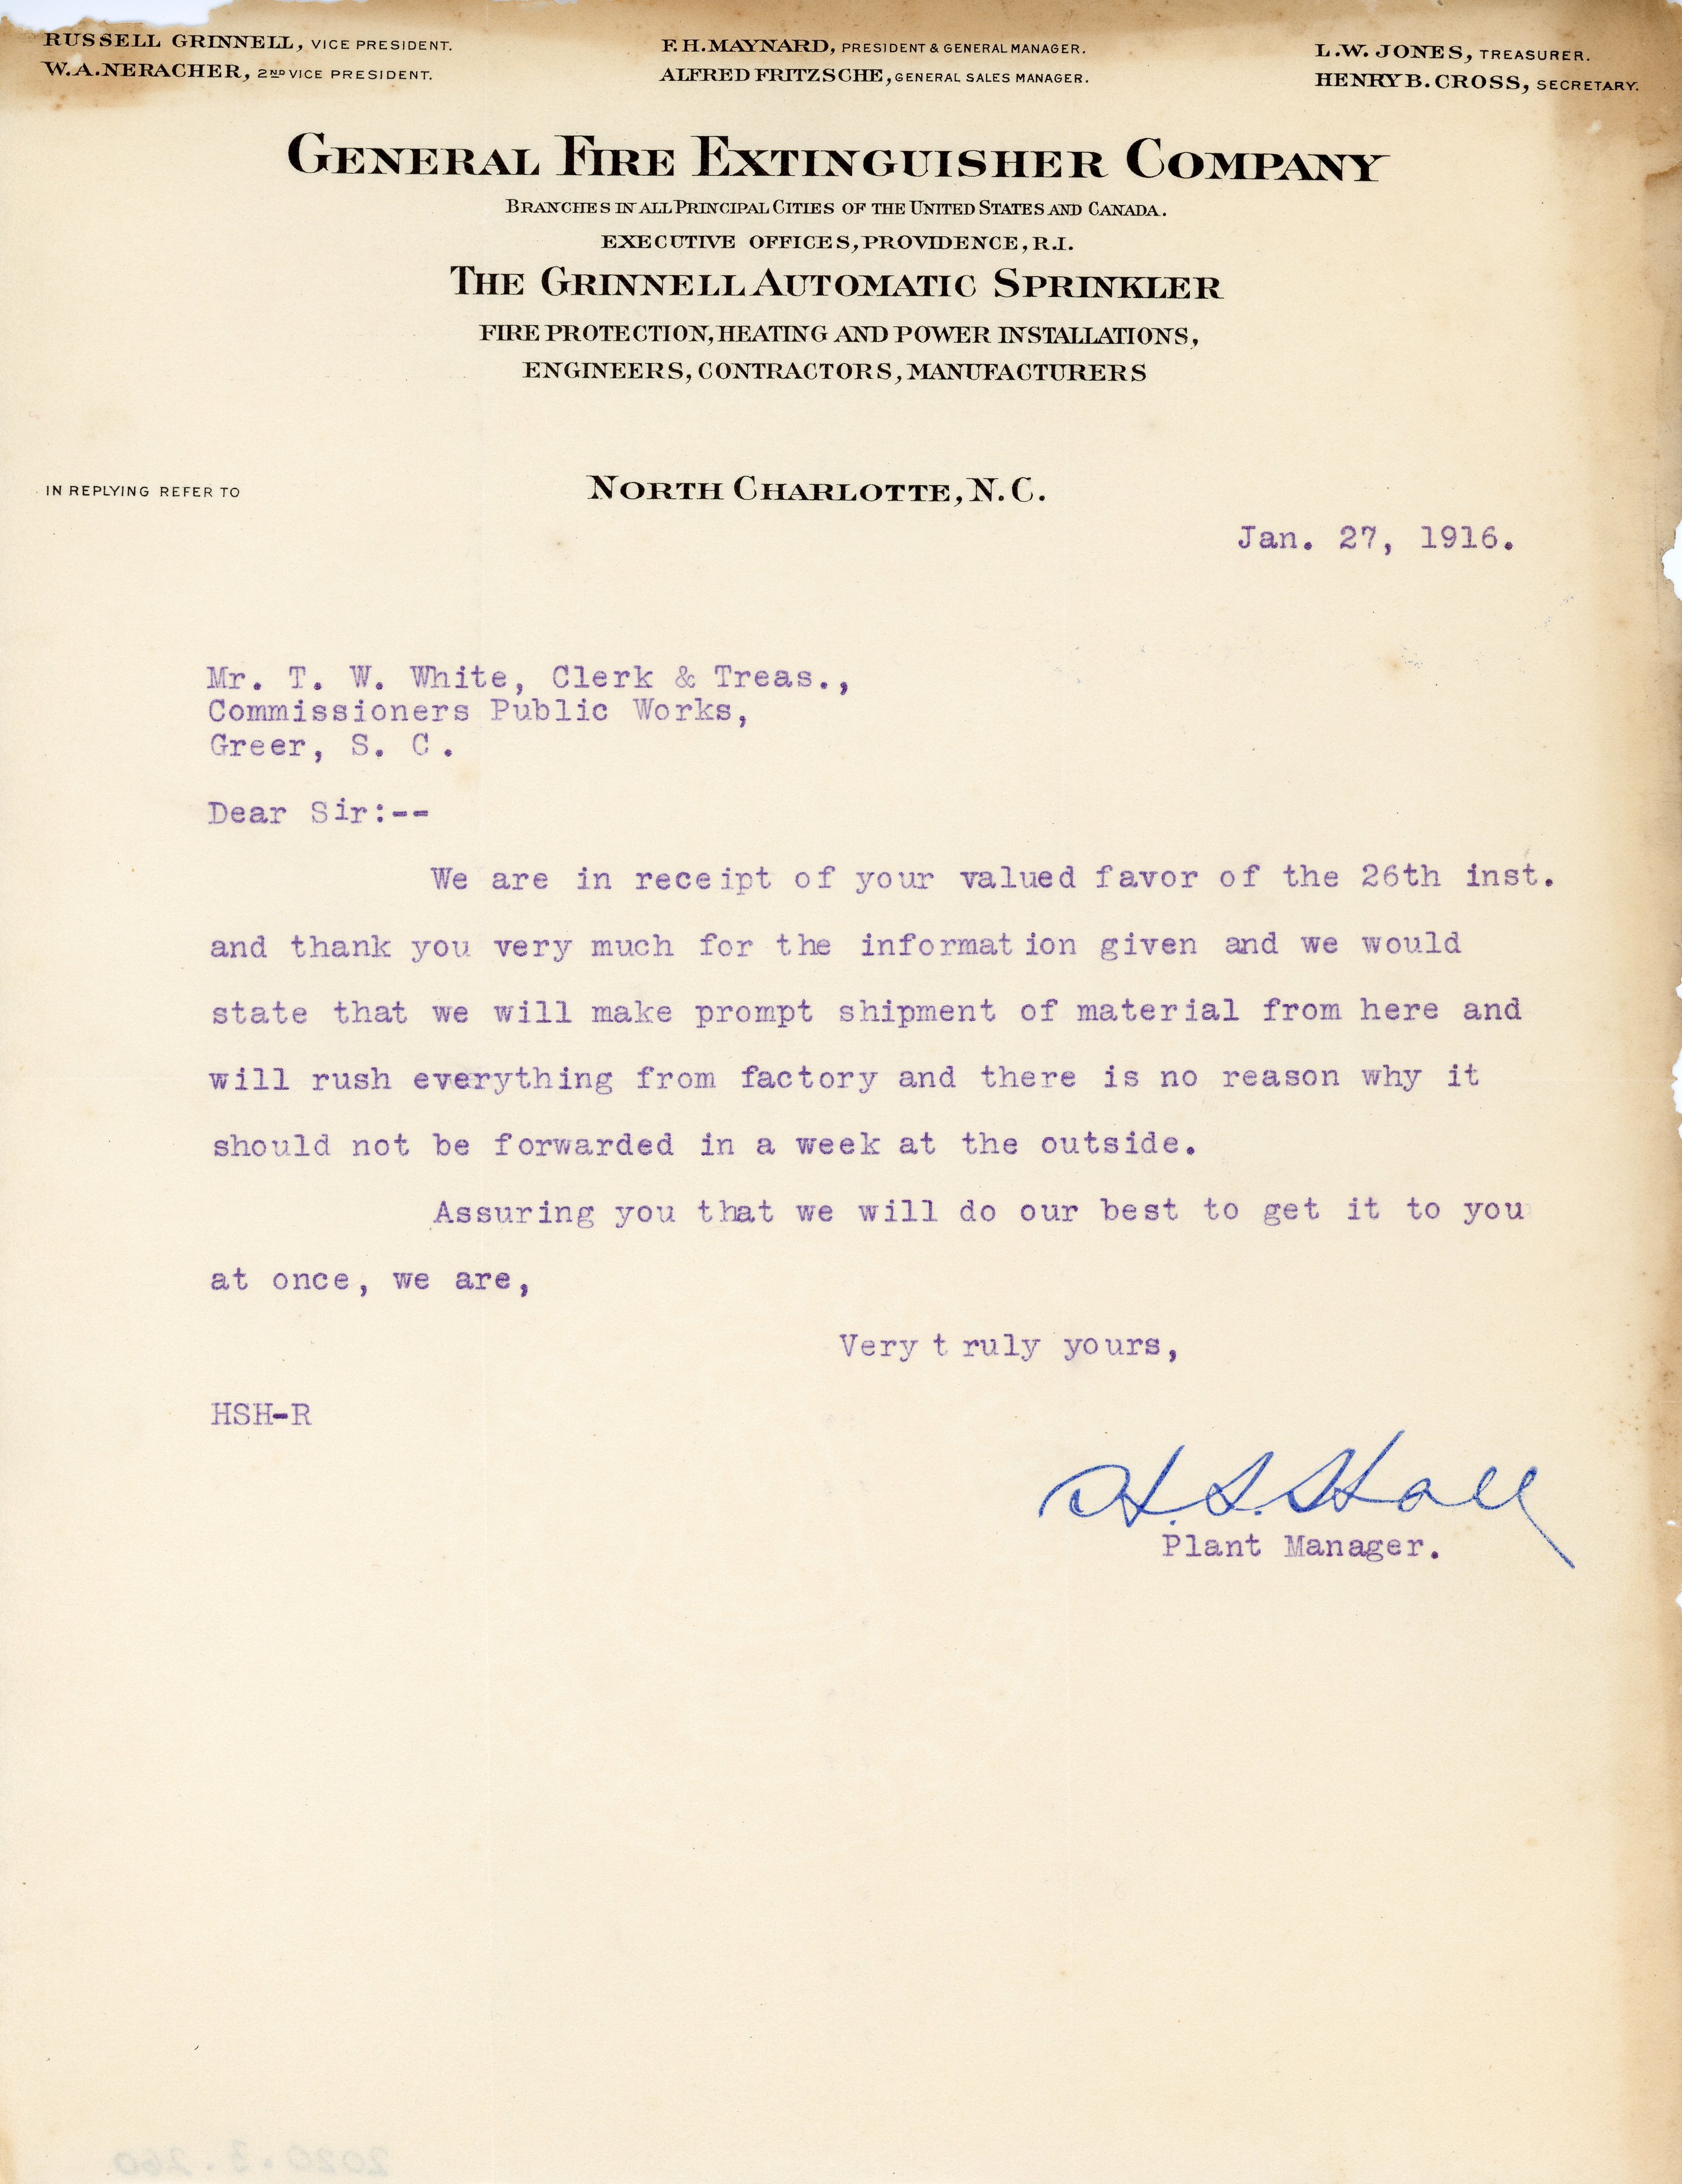 RUSSELL GRINNELL, VICE PRESIDENT.
W.A.NERACHER, 2ND VICE PRESIDENT.
F.H.MAYNARD, PRESIDENT & GENERAL MANAGER.
ALFRED FRITZSCHE, GENERAL SALES MANAGER.
L.W. JONES, TREASURER.
HENRY B. CROSS, SECRETARY.
GENERAL FIRE EXTINGUISHER COMPANY
BRANCHES IN ALL PRINCIPAL CITIES OF THE UNITED STATES AND CANADA.
EXECUTIVE OFFICES, PROVIDENCE, R.I.
THE GRINNELL AUTOMATIC SPRINKLER
FIRE PROTECTION, HEATING AND POWER INSTALLATIONS,
ENGINEERS, CONTRACTORS, MANUFACTURERS
IN REPLYING REFER TO
NORTH CHARLOTTE, N.C.
Jan. 27, 1916.
Mr. T. W. White, Clerk & Treas.,
Commissioners Public Works,
Greer, S. C.
Dear Sir:--
We are in receipt of your valued favor of the 26th inst.
and thank you very much for the information given and we would
state that we will make prompt shipment of material from here and
will rush everything from factory and there is no reason why it
should not be forwarded in a week at the outside.
Assuring you that we will do our best to get it to you
at once, we are,
Very truly yours,
HSH-R
H. S. Hall
Plant Manager.
2020.3.260